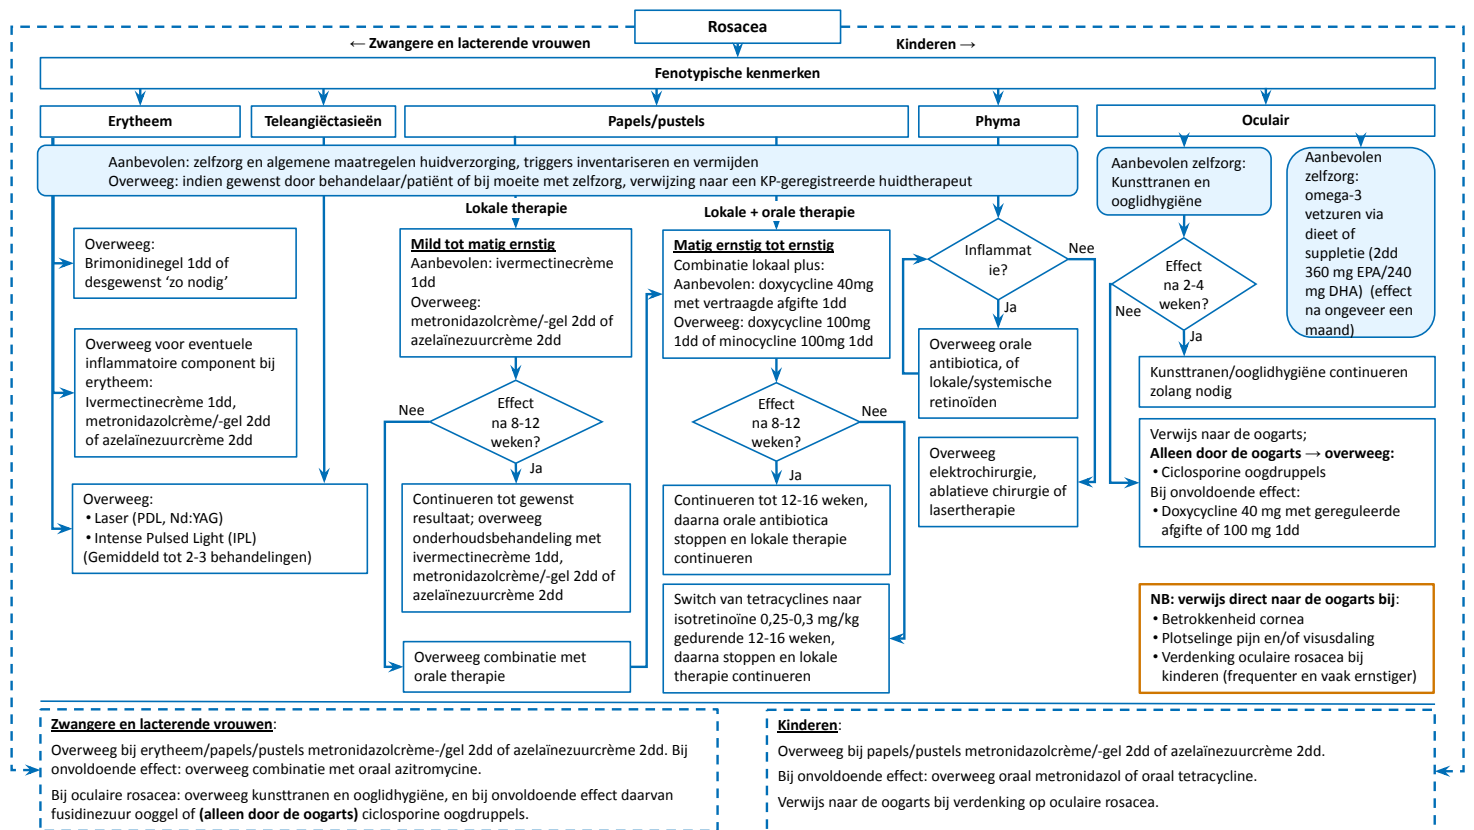 Rosacea
← Zwangere en lacterende vrouwen
Kinderen →
Fenotypische kenmerken
Erytheem
Teleangiëctasieën
Papels/pustels
Phyma
Oculair
Aanbevolen: zelfzorg en algemene maatregelen huidverzorging, triggers inventariseren en vermijden
Overweeg: indien gewenst door behandelaar/patiënt of bij moeite met zelfzorg, verwijzing naar een KP-geregistreerde huidtherapeut
Aanbevolen zelfzorg:
Kunsttranen en
ooglidhygiëne
Aanbevolen
zelfzorg:
omega-3
vetzuren via
dieet of
suppletie (2dd
360 mg EPA/240
mg DHA) (effect
na ongeveer een
maand)
Overweeg:
Brimonidinegel 1dd of
desgewenst ‘zo nodig’
Overweeg voor eventuele
inflammatoire component bij
erytheem:
Ivermectinecrème 1dd,
metronidazolcrème/-gel 2dd
of azelaïnezuurcrème 2dd
Overweeg:
• Laser (PDL, Nd:YAG)
• Intense Pulsed Light (IPL)
(Gemiddeld tot 2-3 behandelingen)
Lokale therapie
Mild tot matig ernstig
Aanbevolen: ivermectinecrème
1dd
Overweeg:
metronidazolcrème/-gel 2dd of
azelaïnezuurcrème 2dd
Effect
na 8-12
weken?
Nee
Ja
Continueren tot gewenst
resultaat; overweeg
onderhoudsbehandeling met
ivermectinecrème 1dd,
metronidazolcrème/-gel 2dd of
azelaïnezuurcrème 2dd
Overweeg combinatie met
orale therapie
Lokale + orale therapie
Matig ernstig tot ernstig
Combinatie lokaal plus:
Aanbevolen: doxycycline 40mg
met vertraagde afgifte 1dd
Overweeg: doxycycline 100mg
1dd of minocycline 100mg 1dd
Effect
na 8-12
weken?
Nee
Ja
Continueren tot 12-16 weken,
daarna orale antibiotica
stoppen en lokale therapie
continueren
Switch van tetracyclines naar
isotretinoïne 0,25-0,3 mg/kg
gedurende 12-16 weken,
daarna stoppen en lokale
therapie continueren
Inflammat
ie?
Nee
Ja
Overweeg orale
antibiotica, of
lokale/systemische
retinoïden
Overweeg
elektrochirurgie,
ablatieve chirurgie of
lasertherapie
Effect
na 2-4
weken?
Nee
Ja
Kunsttranen/ooglidhygiëne continueren
zolang nodig
Verwijs naar de oogarts;
Alleen door de oogarts → overweeg:
• Ciclosporine oogdruppels
Bij onvoldoende effect:
• Doxycycline 40 mg met gereguleerde
afgifte of 100 mg 1dd
NB: verwijs direct naar de oogarts bij:
• Betrokkenheid cornea
• Plotselinge pijn en/of visusdaling
• Verdenking oculaire rosacea bij
kinderen (frequenter en vaak ernstiger)
Zwangere en lacterende vrouwen:
Overweeg bij erytheem/papels/pustels metronidazolcrème-/gel 2dd of azelaïnezuurcrème 2dd. Bij
onvoldoende effect: overweeg combinatie met oraal azitromycine.
Bij oculaire rosacea: overweeg kunsttranen en ooglidhygiëne, en bij onvoldoende effect daarvan
fusidinezuur ooggel of (alleen door de oogarts) ciclosporine oogdruppels.
Kinderen:
Overweeg bij papels/pustels metronidazolcrème/-gel 2dd of azelaïnezuurcrème 2dd.
Bij onvoldoende effect: overweeg oraal metronidazol of oraal tetracycline.
Verwijs naar de oogarts bij verdenking op oculaire rosacea.